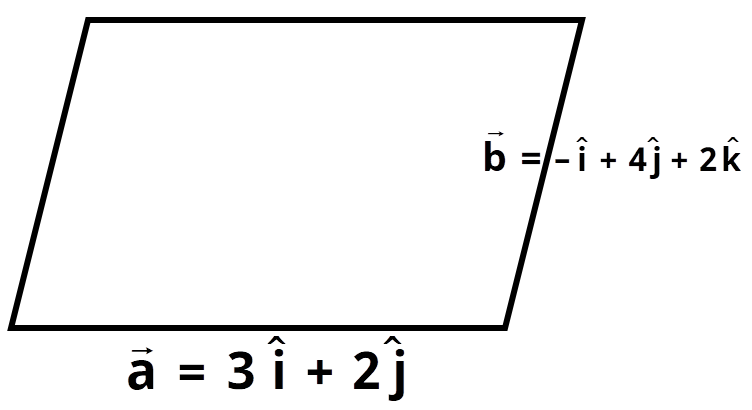 b⃗ = – î + 4ĵ + 2k̂
a⃗ = 3 î + 2ĵ